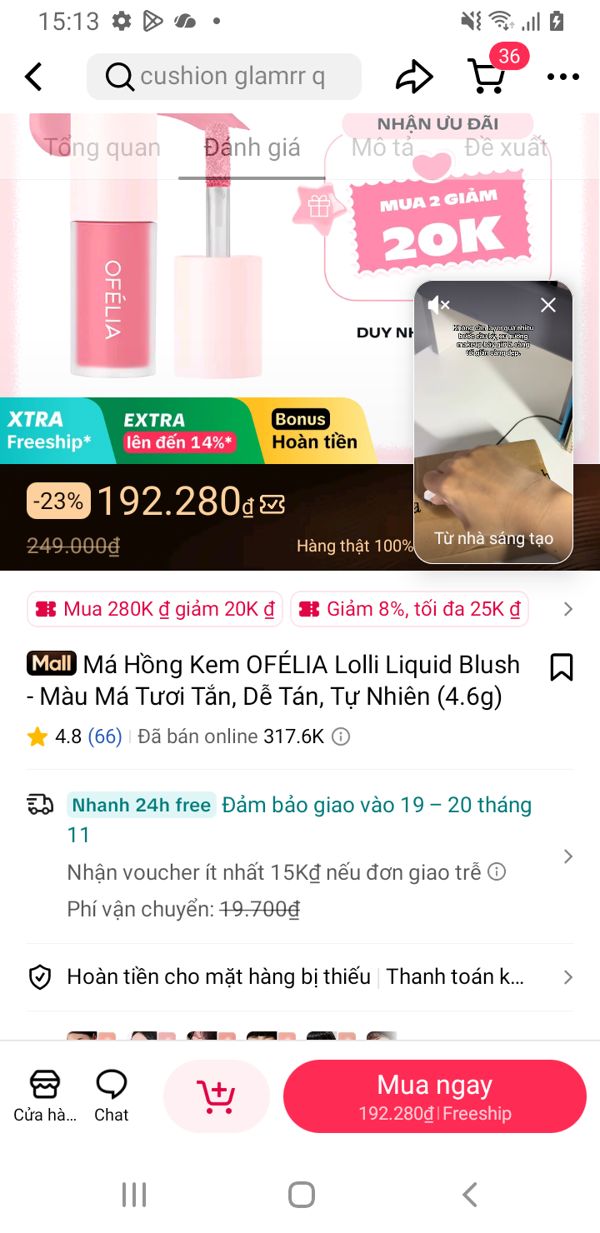 15:13
36
cushion glamrr q
NHẬN ƯU ĐÃI
Tổng quan
Đánh giá
Mô tả
Đề xuất
MUA 2 GIẢM
20K
OFÉLIA
DUY NH
XTRA
Freeship*
EXTRA
lên đến 14%*
Bonus
Hoàn tiền
-23%
192.280₫
249.000₫
Hàng thật 100%
Từ nhà sáng tạo
Mua 280K ₫ giảm 20K ₫
Giảm 8%, tối đa 25K ₫
Mall Má Hồng Kem OFÉLIA Lolli Liquid Blush
- Màu Má Tươi Tắn, Dễ Tán, Tự Nhiên (4.6g)
4.8 (66) Đã bán online 317.6K
Nhanh 24h free Đảm bảo giao vào 19 – 20 tháng
11
Nhận voucher ít nhất 15K₫ nếu đơn giao trễ
Phí vận chuyển: 19.700₫
Hoàn tiền cho mặt hàng bị thiếu
Thanh toán k...
Cửa hà...
Chat
Mua ngay
192.280₫ | Freeship